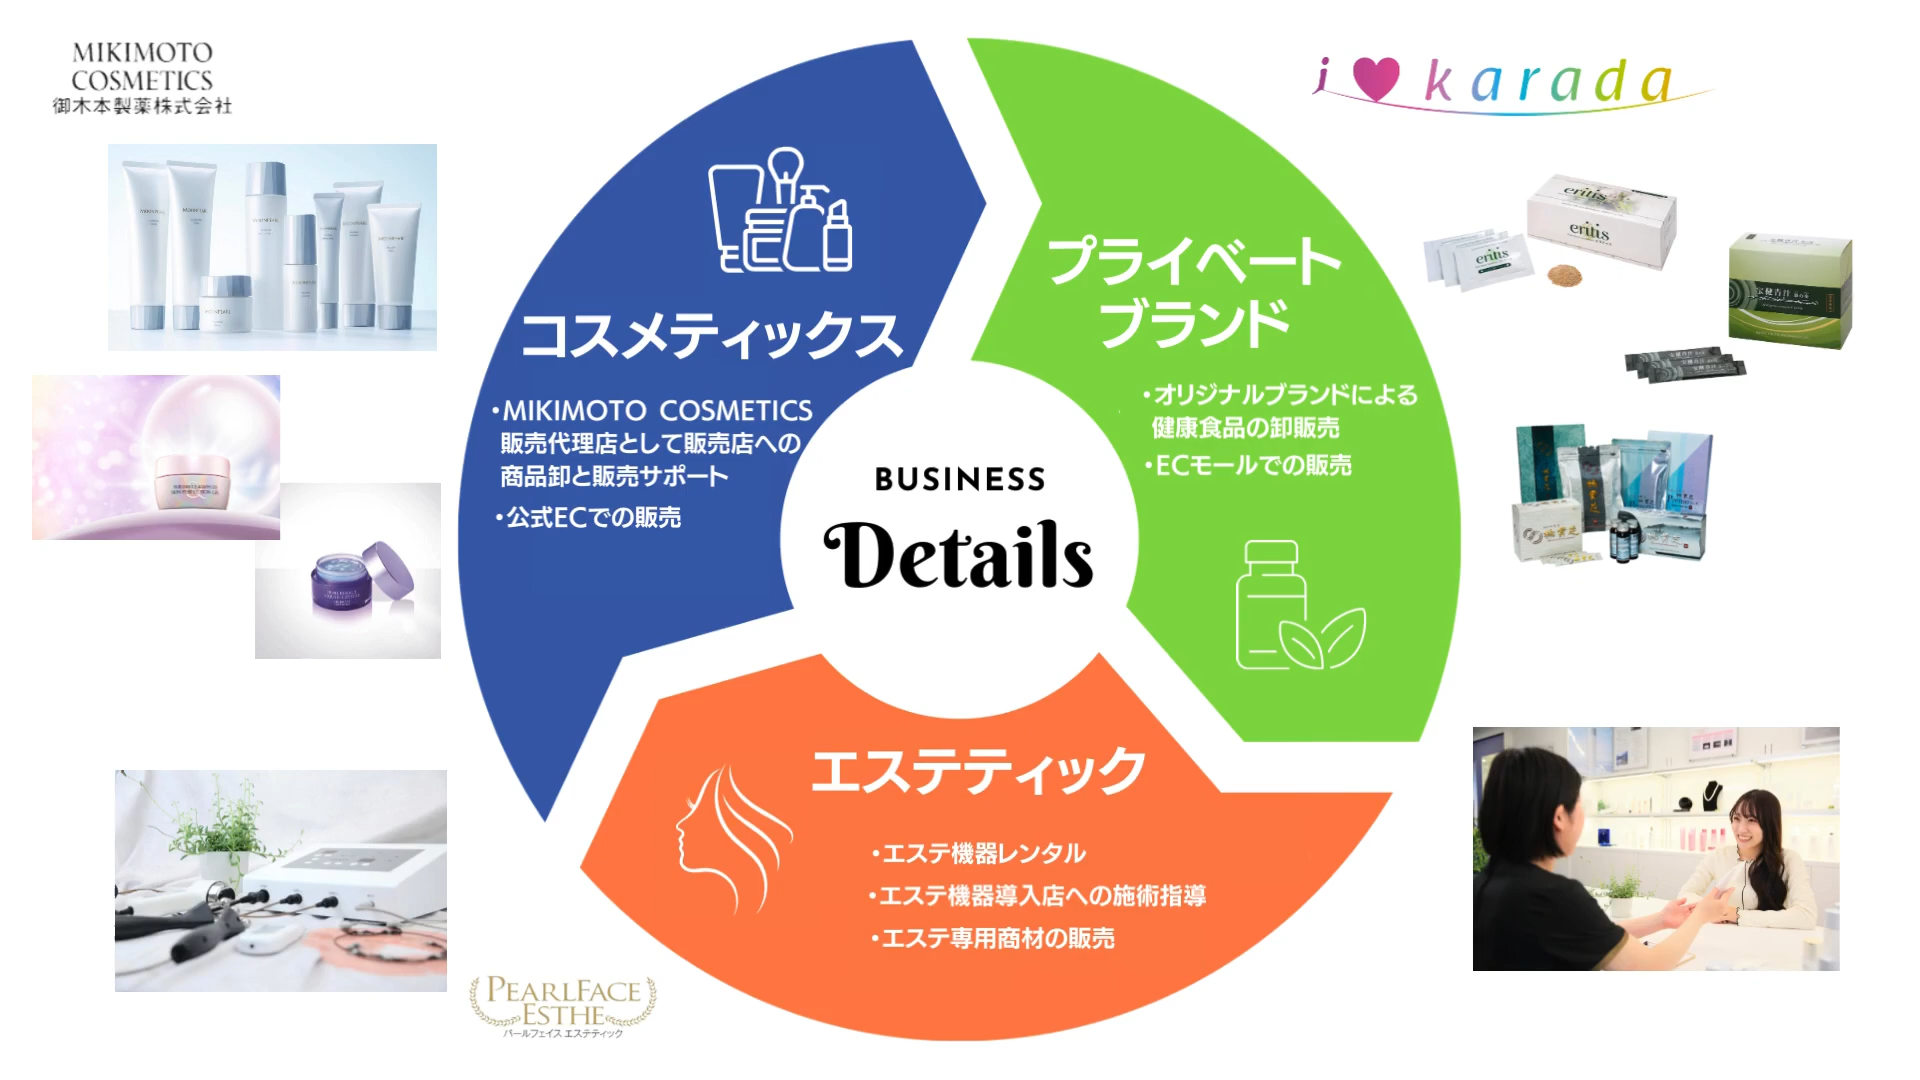 MIKIMOTO
COSMETICS
御木本製薬株式会社
コスメティックス
・MIKIMOTO COSMETICS
販売代理店として販売店への
商品卸と販売サポート
・公式ECでの販売
i karada
プライベート
ブランド
・オリジナルブランドによる
健康食品の卸販売
・ECモールでの販売
eritis
eritis
eritis
BUSINESS
Details
エステティック
・エステ機器レンタル
・エステ機器導入店への施術指導
・エステ専用商材の販売
PEARLFACE
ESTHE
パールフェイス エステティック